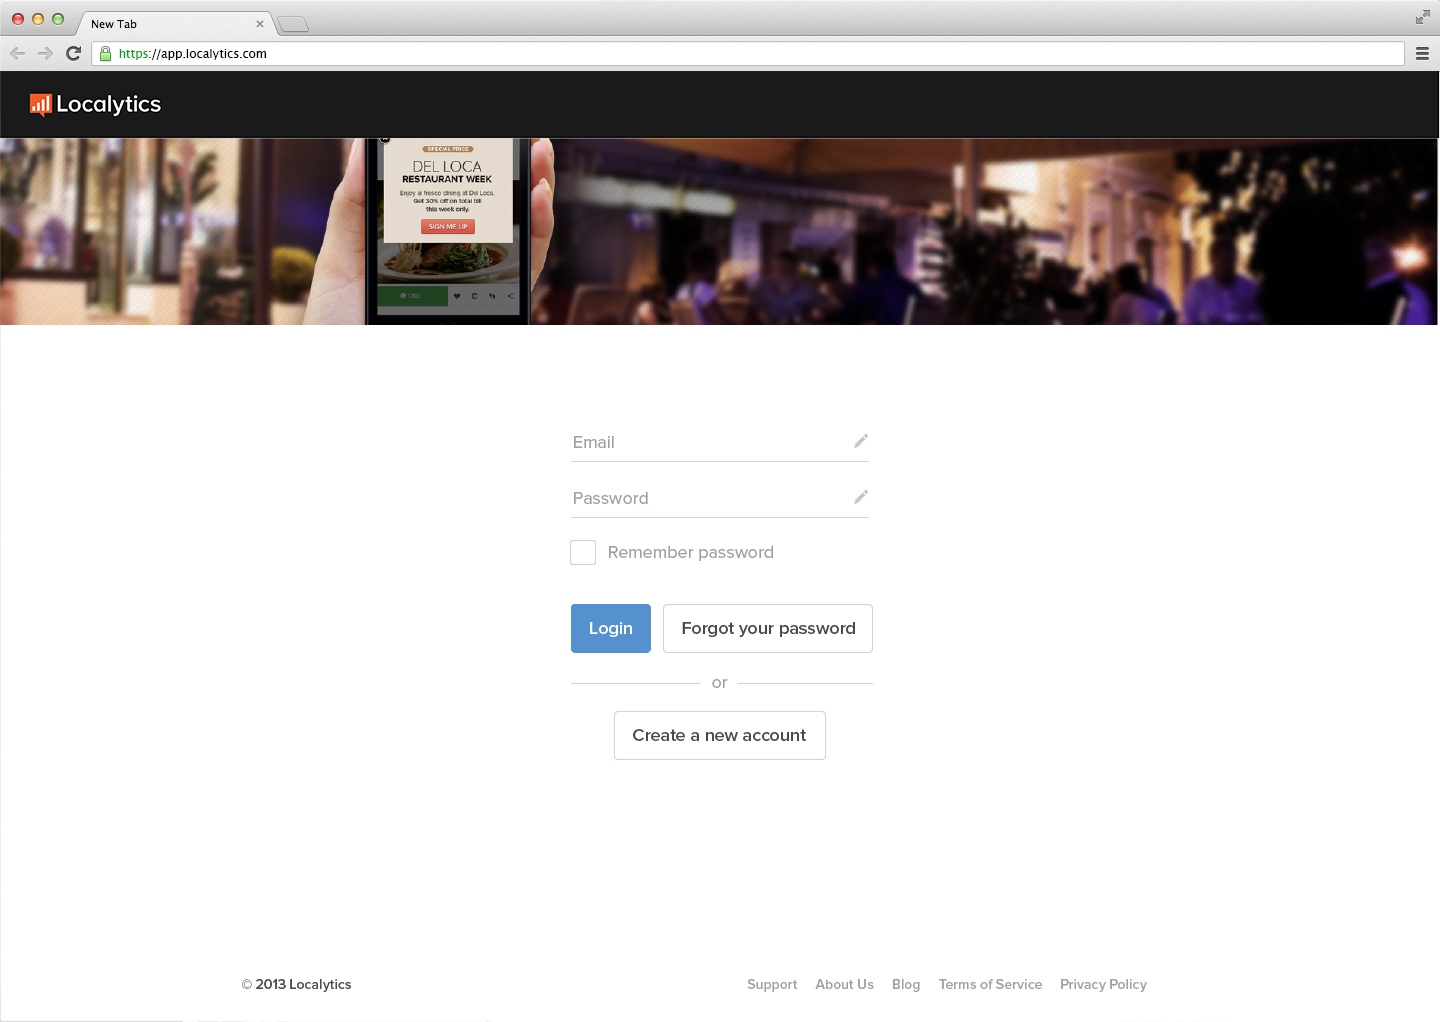 New Tab
https://app.localytics.com
Localytics
SPECIAL PRICE
DEL LOCA
RESTAURANT WEEK
Enjoy al fresco dining at Del Loco.
Get 30% off on total bill
this week only.
SIGN ME UP
CALL
Email
Password
Remember password
Login
Forgot your password
or
Create a new account
© 2013 Localytics
Support
About Us
Blog
Terms of Service
Privacy Policy